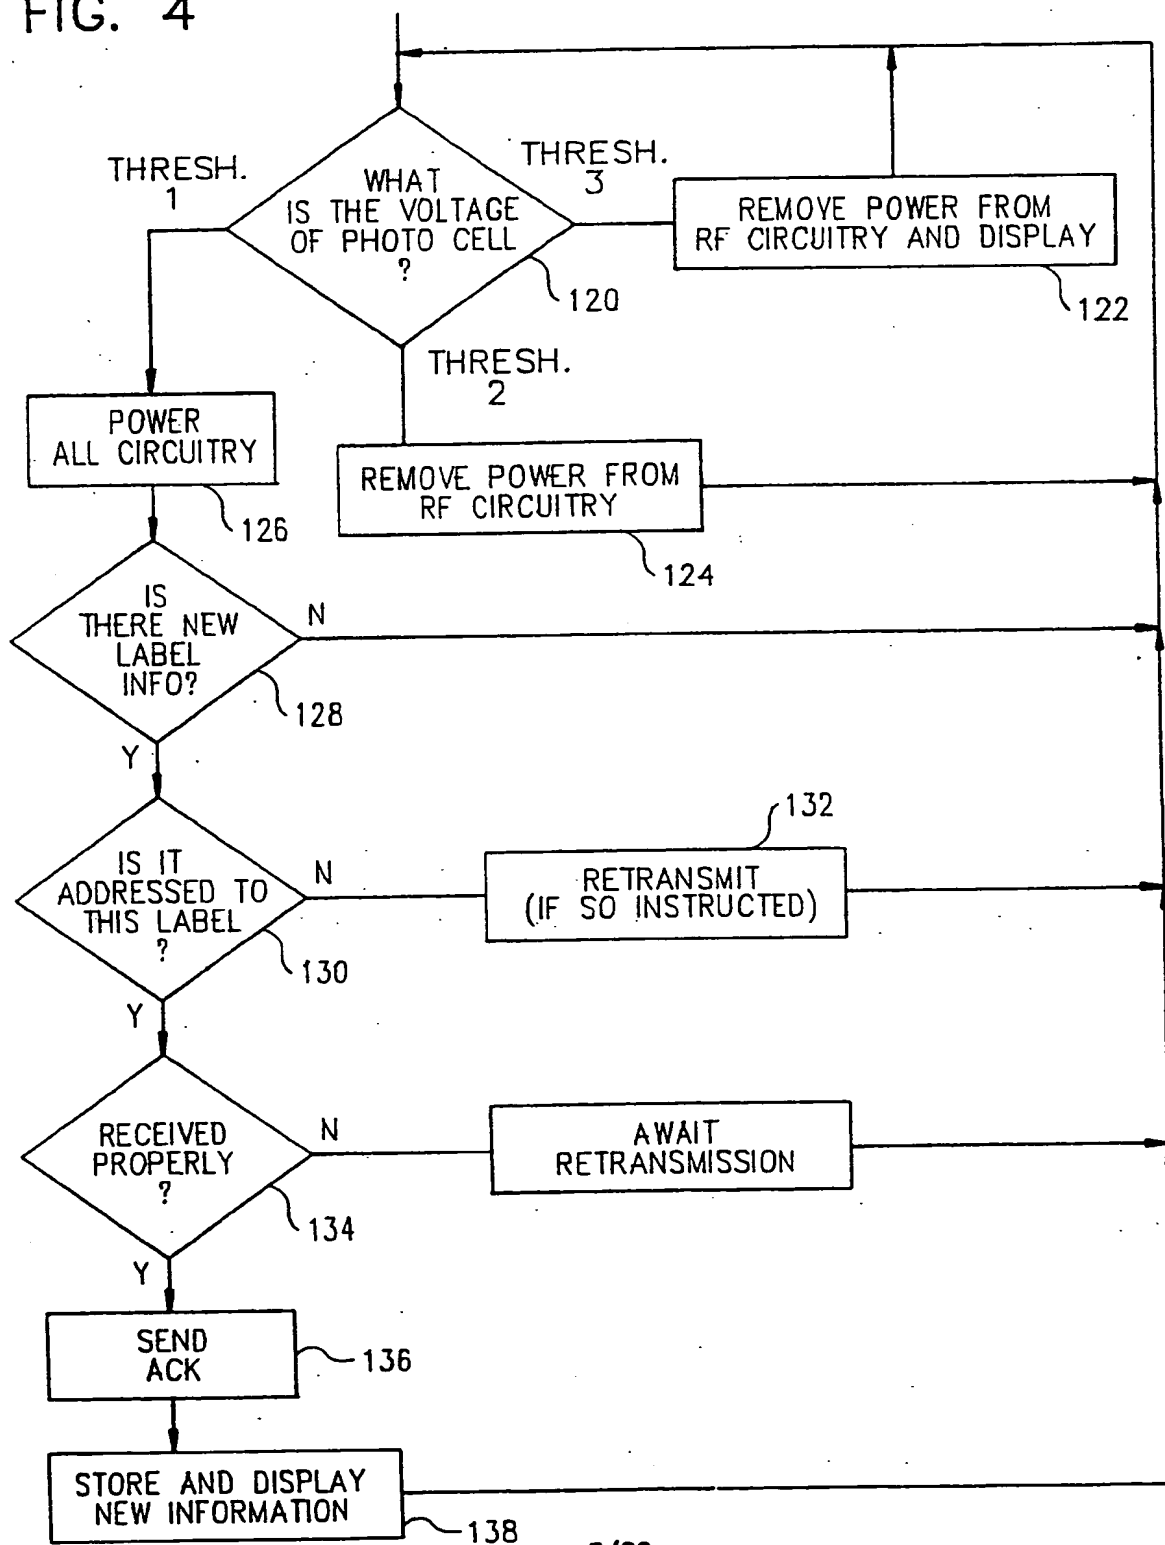 FIG. 4
THRESH.
1
WHAT
IS THE VOLTAGE
OF PHOTO CELL
?
THRESH.
3
REMOVE POWER FROM
RF CIRCUITRY AND DISPLAY
120
122
THRESH.
2
POWER
ALL CIRCUITRY
126
REMOVE POWER FROM
RF CIRCUITRY
124
IS
THERE NEW
LABEL
INFO?
N
128
Y
IS IT
ADDRESSED TO
THIS LABEL
?
N
132
RETRANSMIT
(IF SO INSTRUCTED)
130
Y
RECEIVED
PROPERLY
?
N
AWAIT
RETRANSMISSION
134
Y
SEND
ACK
136
STORE AND DISPLAY
NEW INFORMATION
138